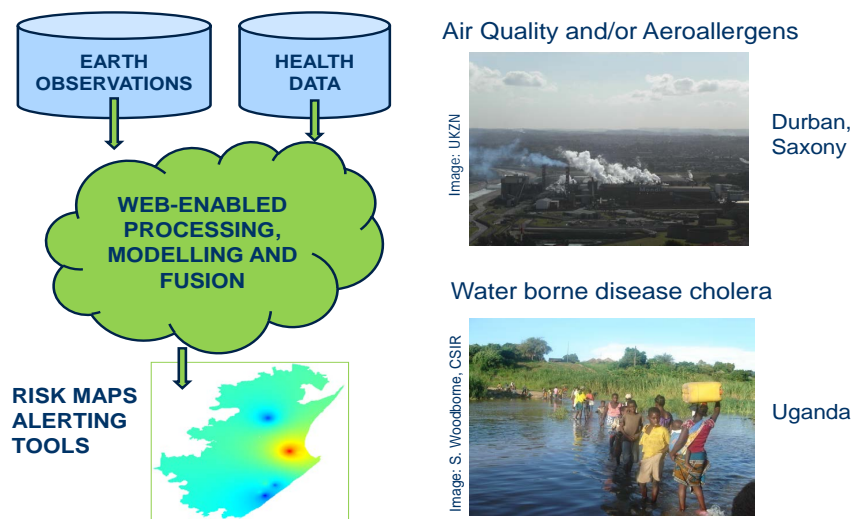 EARTH
OBSERVATIONS
HEALTH
DATA
WEB-ENABLED
PROCESSING,
MODELLING AND
FUSION
RISK MAPS
ALERTING
TOOLS
Air Quality and/or Aeroallergens
Image: UKZN
Durban,
Saxony
Water borne disease cholera
Image: S. Woodborne, CSIR
Uganda